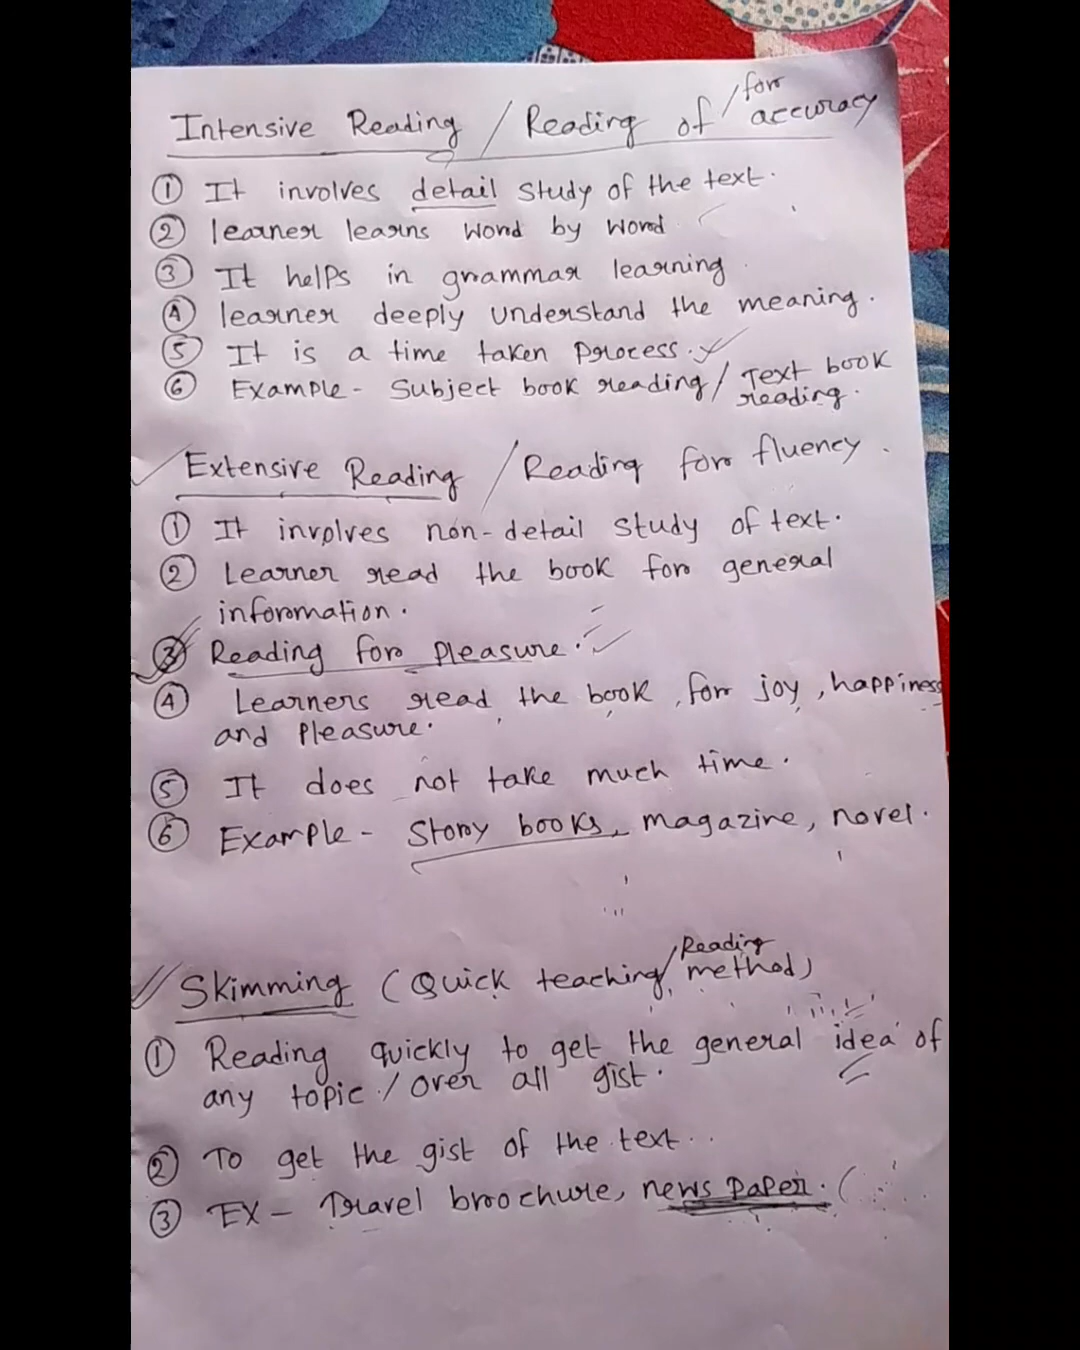 Intensive Reading / Reading of / for accuracy
① It involves detail study of the text.
② learner learns word by word
③ It helps in grammar learning
④ learner deeply understand the meaning.
⑤ It is a time taken process.
⑥ Example - Subject book reading / Text book
reading.
Extensive Reading / Reading for fluency.
① It involves non-detail study of text.
② Learner read the book for general
information.
③ Reading for pleasure.
④ Learners read the book, for joy, happiness
and pleasure.
⑤ It does not take much time.
⑥ Example - Story books, magazine, novel.
Skimming (Quick teaching / Reading method)
① Reading quickly to get the general idea of
any topic. / over all gist.
② To get the gist of the text..
③ EX - Travel brochure, news paper. (